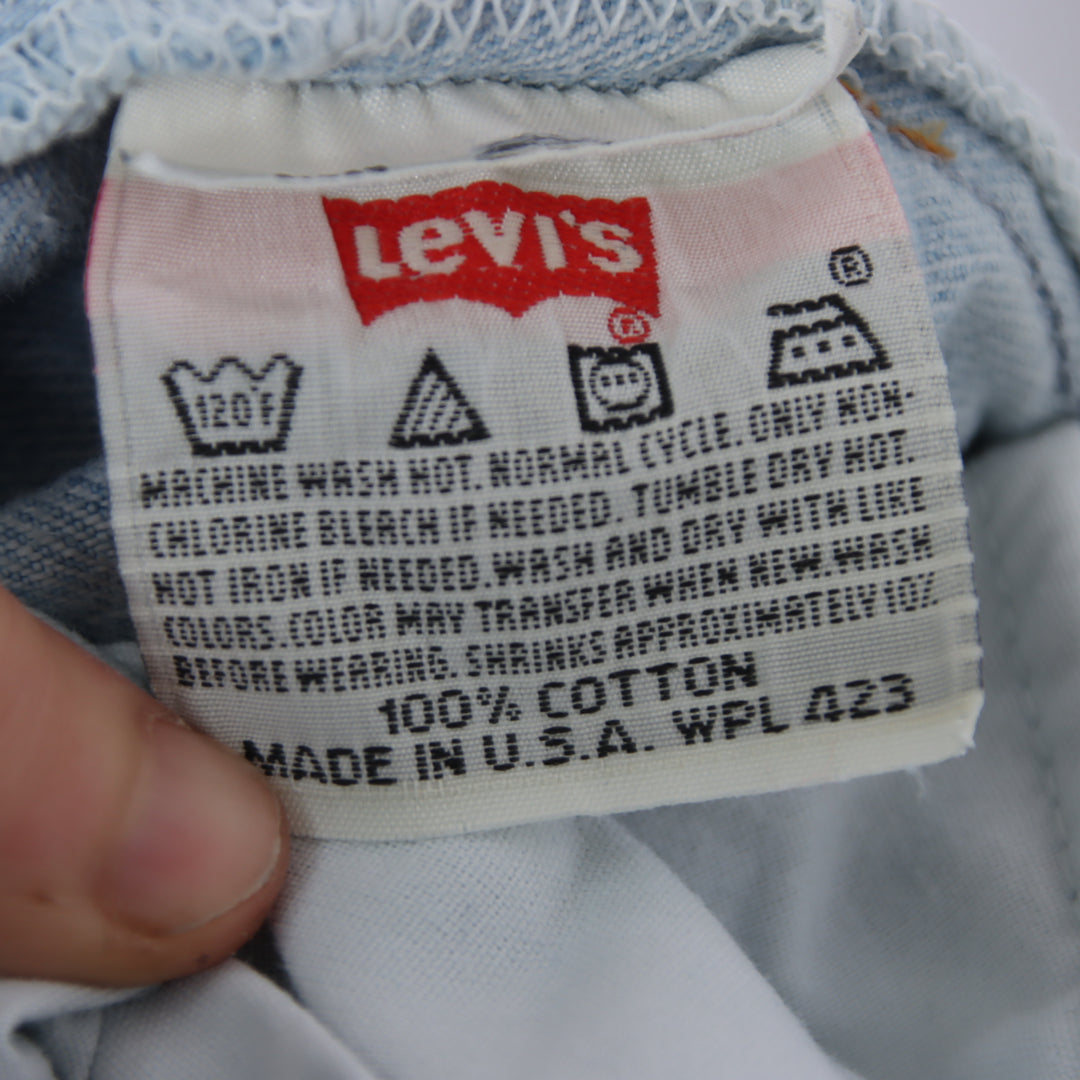 Levi's
®
®
120°F
MACHINE WASH HOT. NORMAL CYCLE. ONLY NON-
CHLORINE BLEACH IF NEEDED. TUMBLE DRY HOT.
HOT IRON IF NEEDED. WASH AND DRY WITH LIKE
COLORS. COLOR MAY TRANSFER WHEN NEW. WASH
BEFORE WEARING. SHRINKS APPROXIMATELY 10%
100% COTTON
MADE IN U.S.A. WPL 423